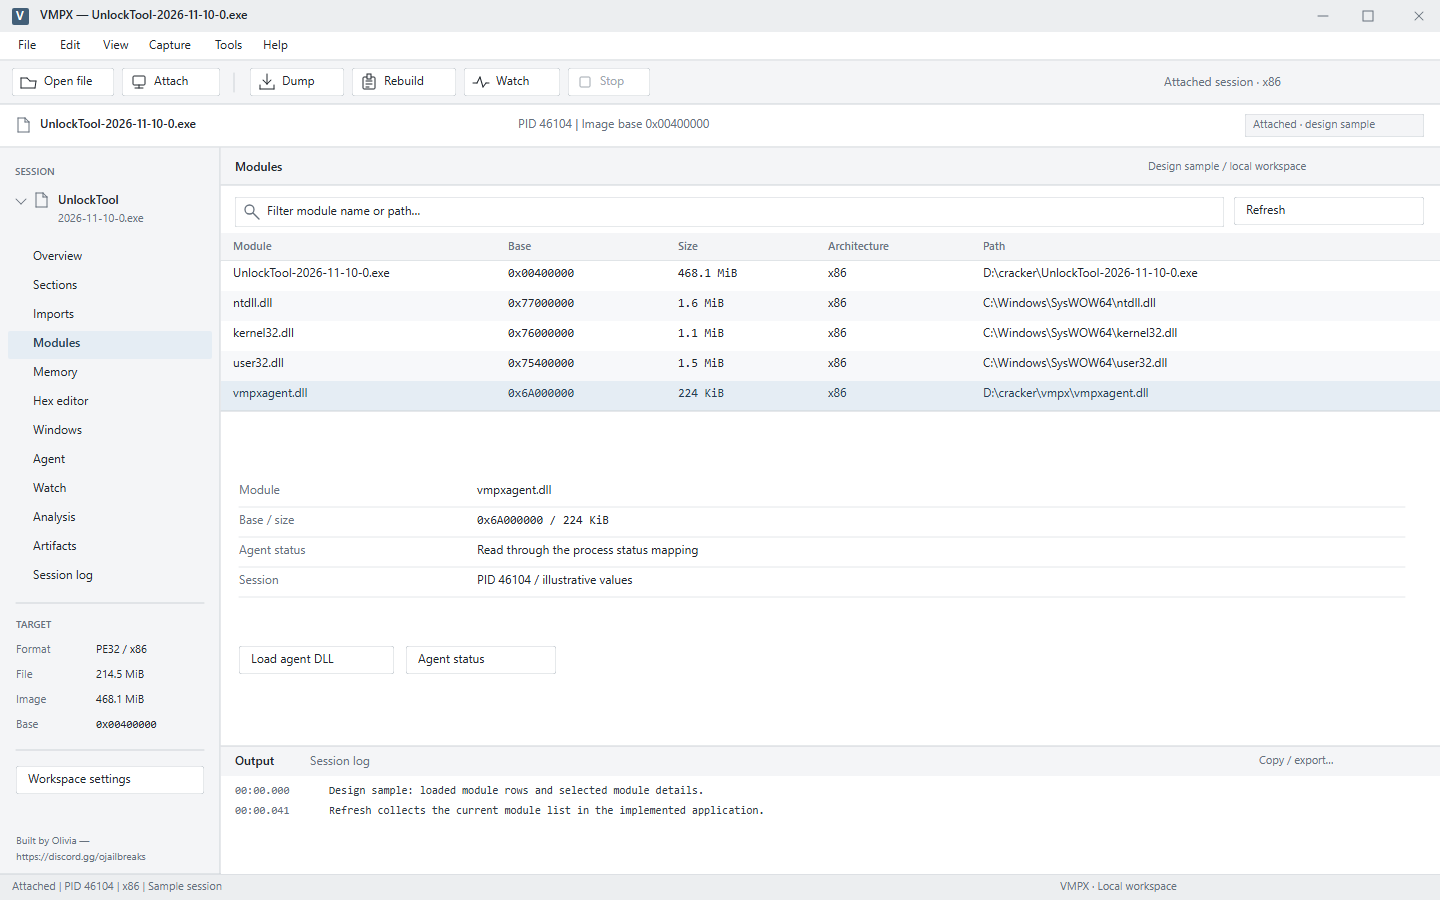 V VMPX — UnlockTool-2026-11-10-0.exe
File Edit View Capture Tools Help
Open file Attach Dump Rebuild Watch Stop Attached session · x86
UnlockTool-2026-11-10-0.exe PID 46104 | Image base 0x00400000 Attached · design sample
SESSION
UnlockTool
2026-11-10-0.exe
Overview
Sections
Imports
Modules
Memory
Hex editor
Windows
Agent
Watch
Analysis
Artifacts
Session log
TARGET
Format PE32 / x86
File 214.5 MiB
Image 468.1 MiB
Base 0x00400000
Workspace settings
Built by Olivia —
https://discord.gg/ojailbreaks
Modules Design sample / local workspace
Filter module name or path... Refresh
Module Base Size Architecture Path
UnlockTool-2026-11-10-0.exe 0x00400000 468.1 MiB x86 D:\cracker\UnlockTool-2026-11-10-0.exe
ntdll.dll 0x77000000 1.6 MiB x86 C:\Windows\SysWOW64\ntdll.dll
kernel32.dll 0x76000000 1.1 MiB x86 C:\Windows\SysWOW64\kernel32.dll
user32.dll 0x75400000 1.5 MiB x86 C:\Windows\SysWOW64\user32.dll
vmpxagent.dll 0x6A000000 224 KiB x86 D:\cracker\vmpx\vmpxagent.dll
Module vmpxagent.dll
Base / size 0x6A000000 / 224 KiB
Agent status Read through the process status mapping
Session PID 46104 / illustrative values
Load agent DLL Agent status
Output Session log Copy / export...
00:00.000 Design sample: loaded module rows and selected module details.
00:00.041 Refresh collects the current module list in the implemented application.
Attached | PID 46104 | x86 | Sample session VMPX · Local workspace